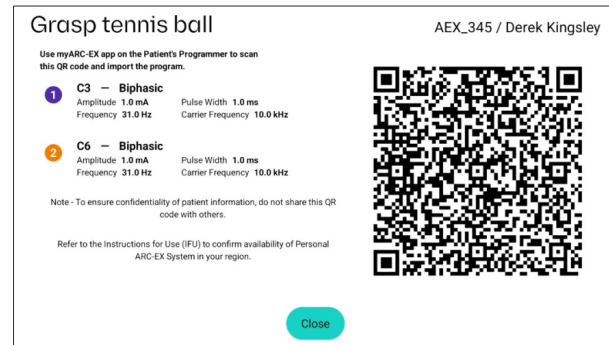 Grasp tennis ball
AEX_345 / Derek Kingsley
Use myARC-EX app on the Patient's Programmer to scan
this QR code and import the program.
1 C3 — Biphasic
Amplitude 1.0 mA Pulse Width 1.0 ms
Frequency 31.0 Hz Carrier Frequency 10.0 kHz
2 C6 — Biphasic
Amplitude 1.0 mA Pulse Width 1.0 ms
Frequency 31.0 Hz Carrier Frequency 10.0 kHz
Note - To ensure confidentiality of patient information, do not share this QR
code with others.
Refer to the Instructions for Use (IFU) to confirm availability of Personal
ARC-EX System in your region.
Close